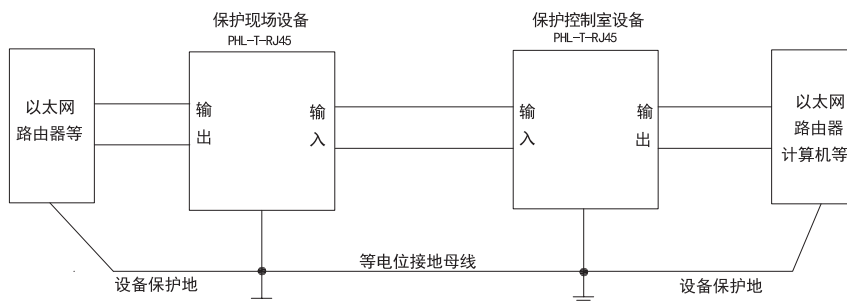 保护现场设备
PHL-T-RJ45
保护控制室设备
PHL-T-RJ45
以太网
路由器等
输出
输入
输入
输出
以太网
路由器
计算机等
等电位接地母线
设备保护地
设备保护地